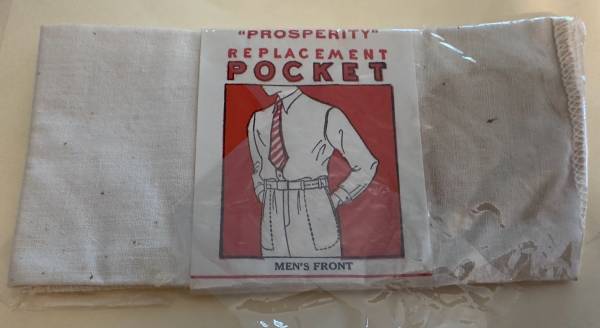 "PROSPERITY"
REPLACEMENT
POCKET
MEN'S FRONT